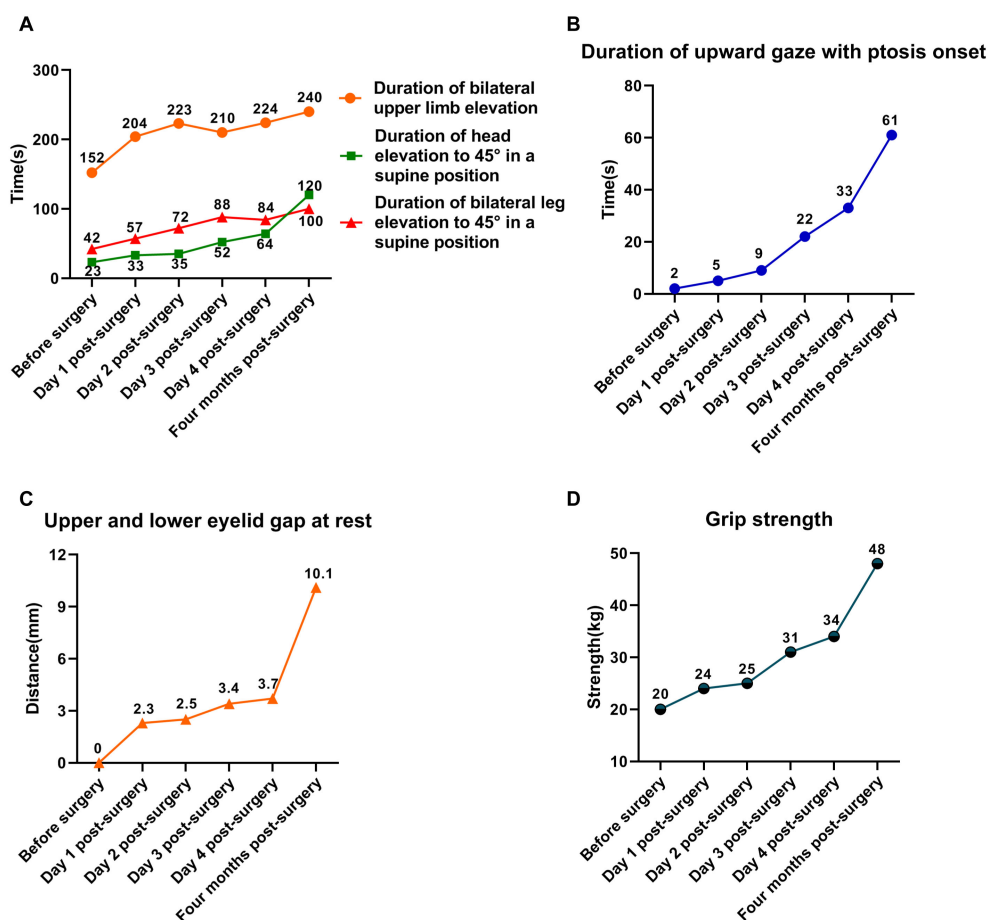 A
300
200
100
0
Time(s)
152
204
223
210
224
240
42
57
72
88
84
100
23
33
35
52
64
120
Before surgery
Day 1 post-surgery
Day 2 post-surgery
Day 3 post-surgery
Day 4 post-surgery
Four months post-surgery
Duration of bilateral
upper limb elevation
Duration of head
elevation to 45° in a
supine position
Duration of bilateral leg
elevation to 45° in a
supine position
B
Duration of upward gaze with ptosis onset
80
60
40
20
0
Time(s)
2
5
9
22
33
61
Before surgery
Day 1 post-surgery
Day 2 post-surgery
Day 3 post-surgery
Day 4 post-surgery
Four months post-surgery
C
Upper and lower eyelid gap at rest
12
9
6
3
0
Distance(mm)
0
2.3
2.5
3.4
3.7
10.1
Before surgery
Day 1 post-surgery
Day 2 post-surgery
Day 3 post-surgery
Day 4 post-surgery
Four months post-surgery
D
Grip strength
50
40
30
20
10
Strength(kg)
20
24
25
31
34
48
Before surgery
Day 1 post-surgery
Day 2 post-surgery
Day 3 post-surgery
Day 4 post-surgery
Four months post-surgery